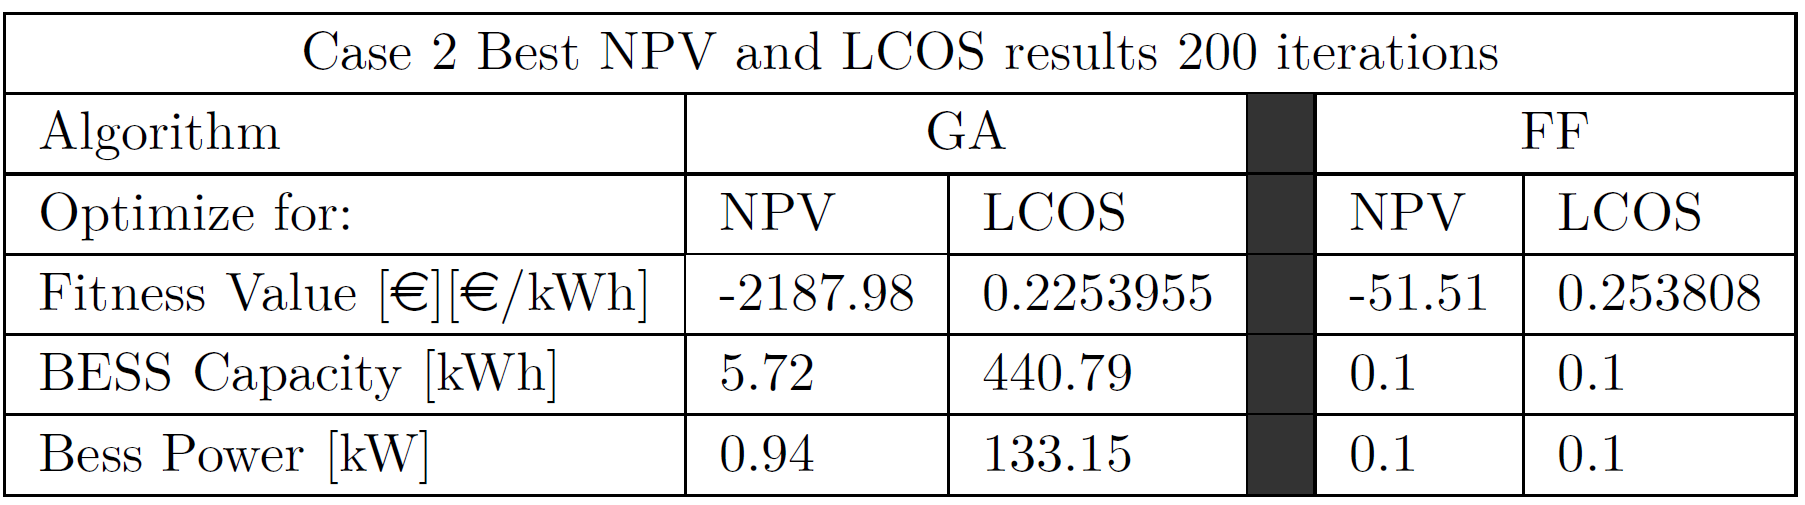 Case 2 Best NPV and LCOS results 200 iterations
Algorithm GA FF
Optimize for: NPV LCOS NPV LCOS
Fitness Value [€][€/kWh] -2187.98 0.2253955 -51.51 0.253808
BESS Capacity [kWh] 5.72 440.79 0.1 0.1
Bess Power [kW] 0.94 133.15 0.1 0.1